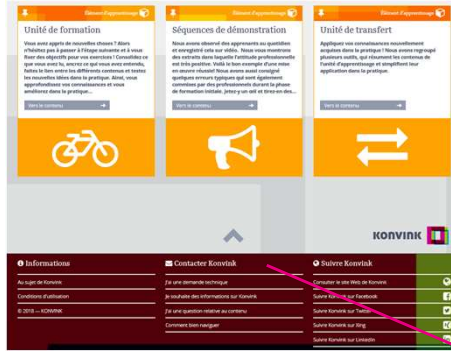 Élément d'apprentissage
Unité de formation
Vous avez appris de nouvelles choses ? Alors
n'hésitez pas à passer à l'étape suivante et à vous
fixer des objectifs pour vos exercices ! Consolidez ce
que vous avez lu, ancrez ce que vous avez entendu,
faites le lien entre les différents contenus et testez
les nouvelles idées dans la pratique. Ainsi, vous
approfondissez vos connaissances et vous
améliorez dans la pratique...
Vers le contenu
Élément d'apprentissage
Séquences de démonstration
Nous avons observé des apprenants au quotidien
et enregistré cela sur vidéo. Nous vous montrons
des extraits dans laquelle l'attitude professionnelle
est très positive. Voilà le bon exemple d'une mise
en œuvre réussie! Nous avons aussi consigné
quelques erreurs typiques qui sont également
commises par des professionnels durant la phase
de formation initiale. Jetez-y un œil et tirez-en des...
Vers le contenu
Élément d'apprentissage
Unité de transfert
Appliquez vos connaissances nouvellement
acquises dans la pratique ! Nous avons regroupé
plusieurs outils, qui résument les contenus de
l'unité d'apprentissage et simplifient leur
application dans la pratique.
Vers le contenu
KONVINK
Informations
Au sujet de Konvink
Conditions d'utilisation
© 2018 — KONVINK
Contacter Konvink
J'ai une demande technique
Je souhaite des informations sur Konvink
J'ai une question relative au contenu
Comment bien naviguer
Suivre Konvink
Consulter le site Web de Konvink
Suivre Konvink sur Facebook
Suivre Konvink sur Twitter
Suivre Konvink sur Xing
Suivre Konvink sur LinkedIn